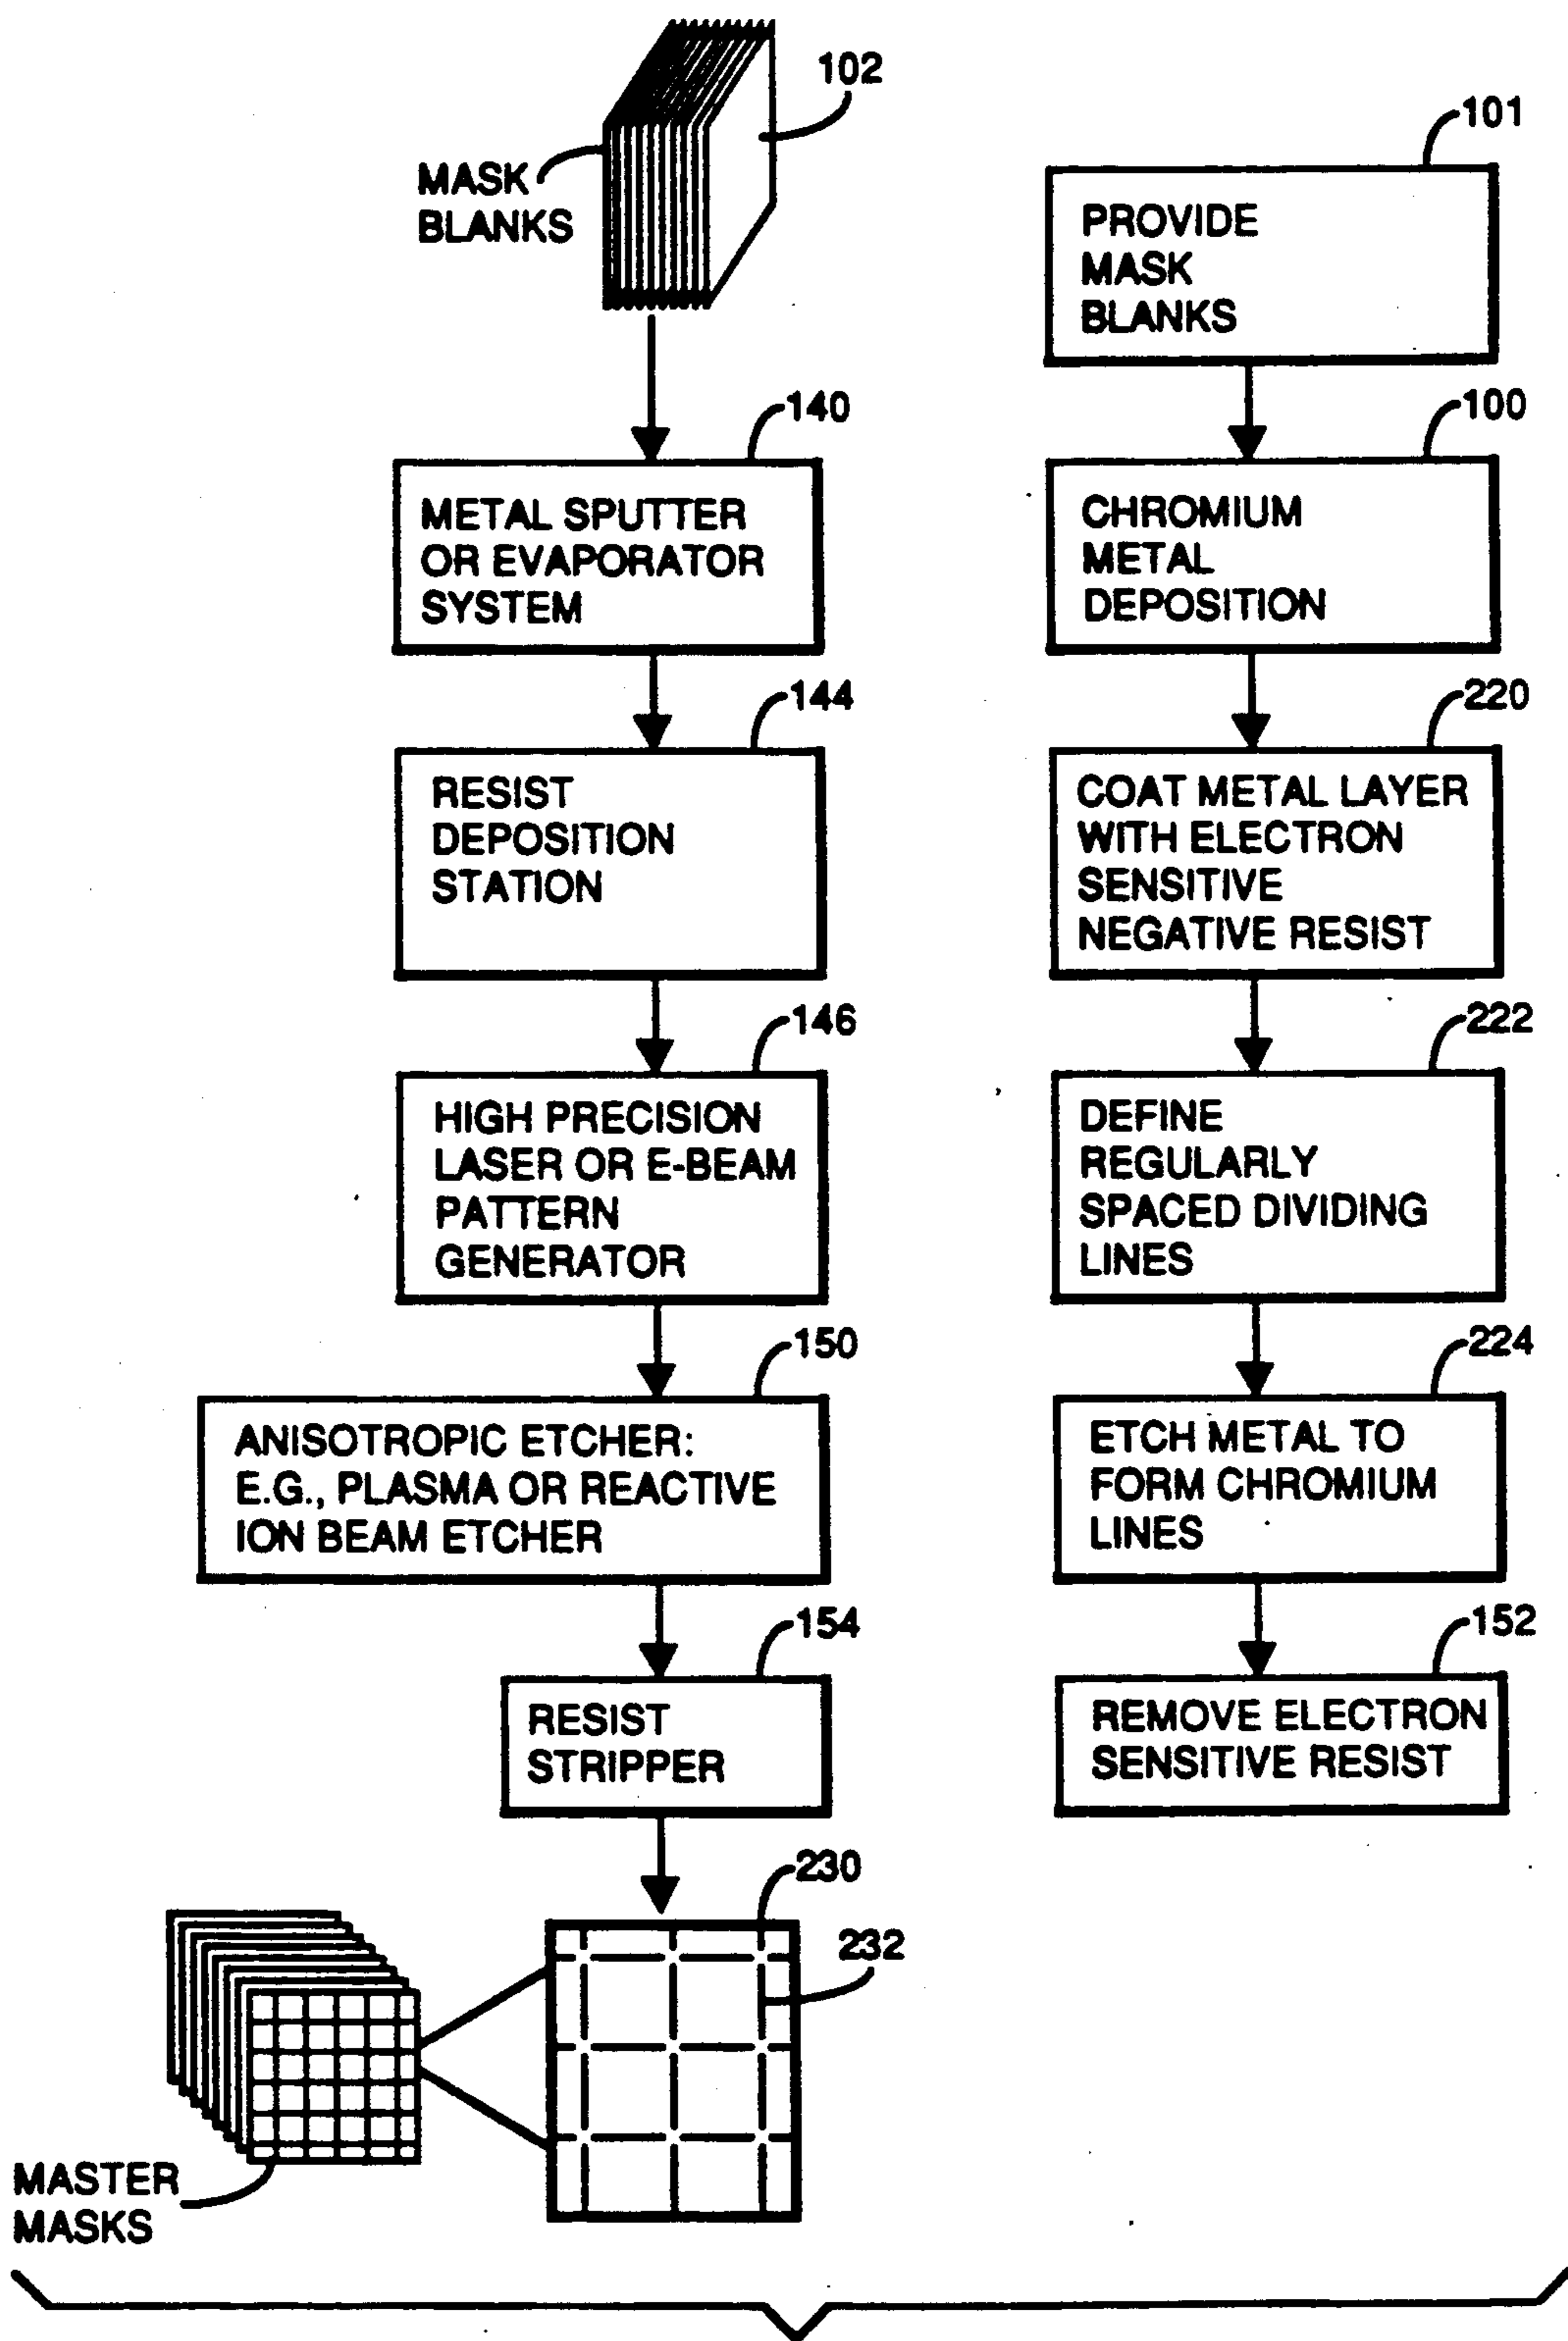 102
MASK
BLANKS
140
METAL SPUTTER
OR EVAPORATOR
SYSTEM
144
RESIST
DEPOSITION
STATION
146
HIGH PRECISION
LASER OR E-BEAM
PATTERN
GENERATOR
150
ANISOTROPIC ETCHER:
E.G., PLASMA OR REACTIVE
ION BEAM ETCHER
154
RESIST
STRIPPER
230
232
MASTER
MASKS
101
PROVIDE
MASK
BLANKS
100
CHROMIUM
METAL
DEPOSITION
220
COAT METAL LAYER
WITH ELECTRON
SENSITIVE
NEGATIVE RESIST
222
DEFINE
REGULARLY
SPACED DIVIDING
LINES
224
ETCH METAL TO
FORM CHROMIUM
LINES
152
REMOVE ELECTRON
SENSITIVE RESIST